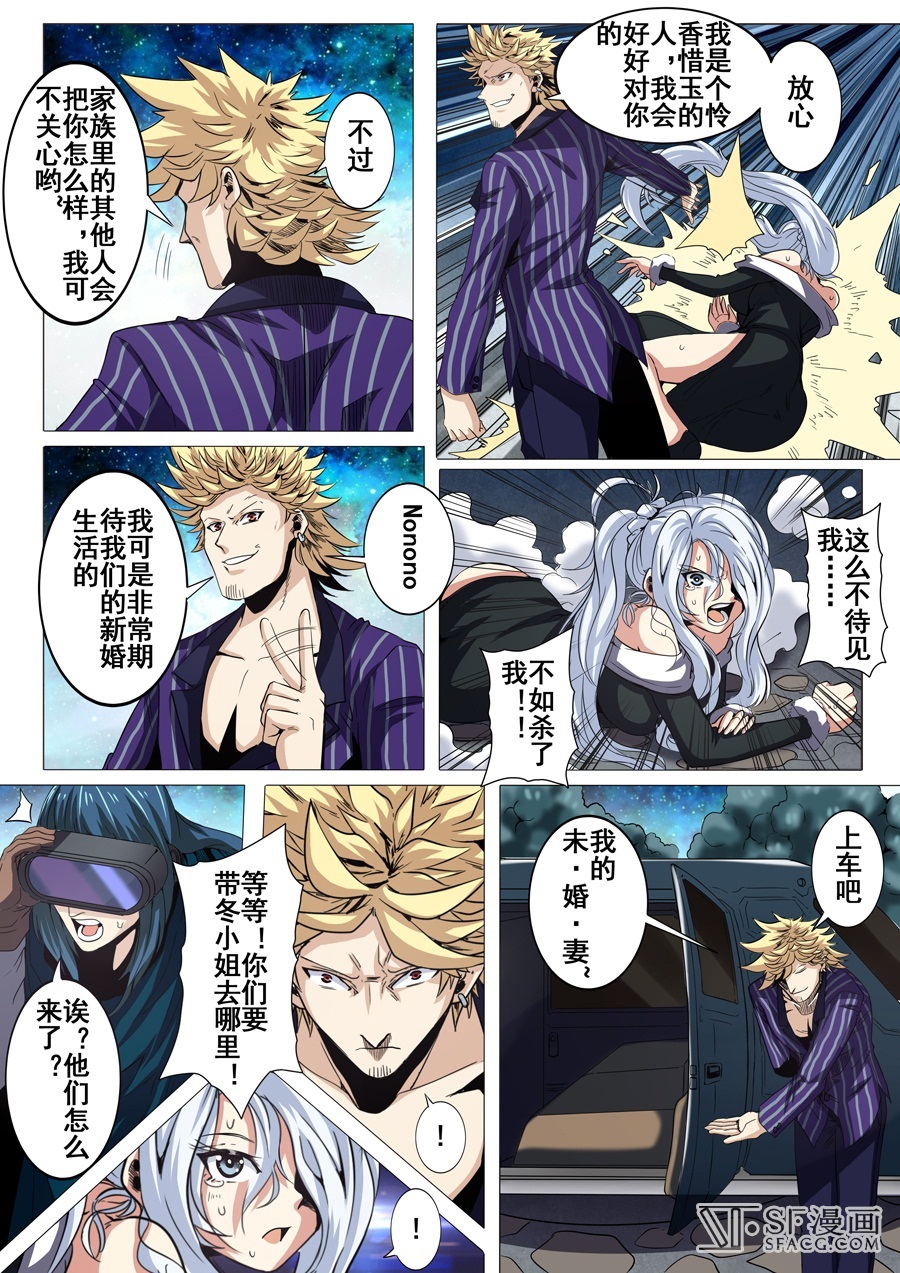 放心
我是个怜
香惜玉的
人，我会
好好对你
的
不过
家族里的其他人会
把你怎么样，我可
不关心哟~
这么不待见
我······
不如杀了
我！！
Nonono
我可是非常期
待我们的新婚
生活的
上车吧
我的
未·婚·妻~
等等！你们要
带冬小姐去哪里！
！
！
诶？他们怎么
来了？
SF漫画
SFACG.COM